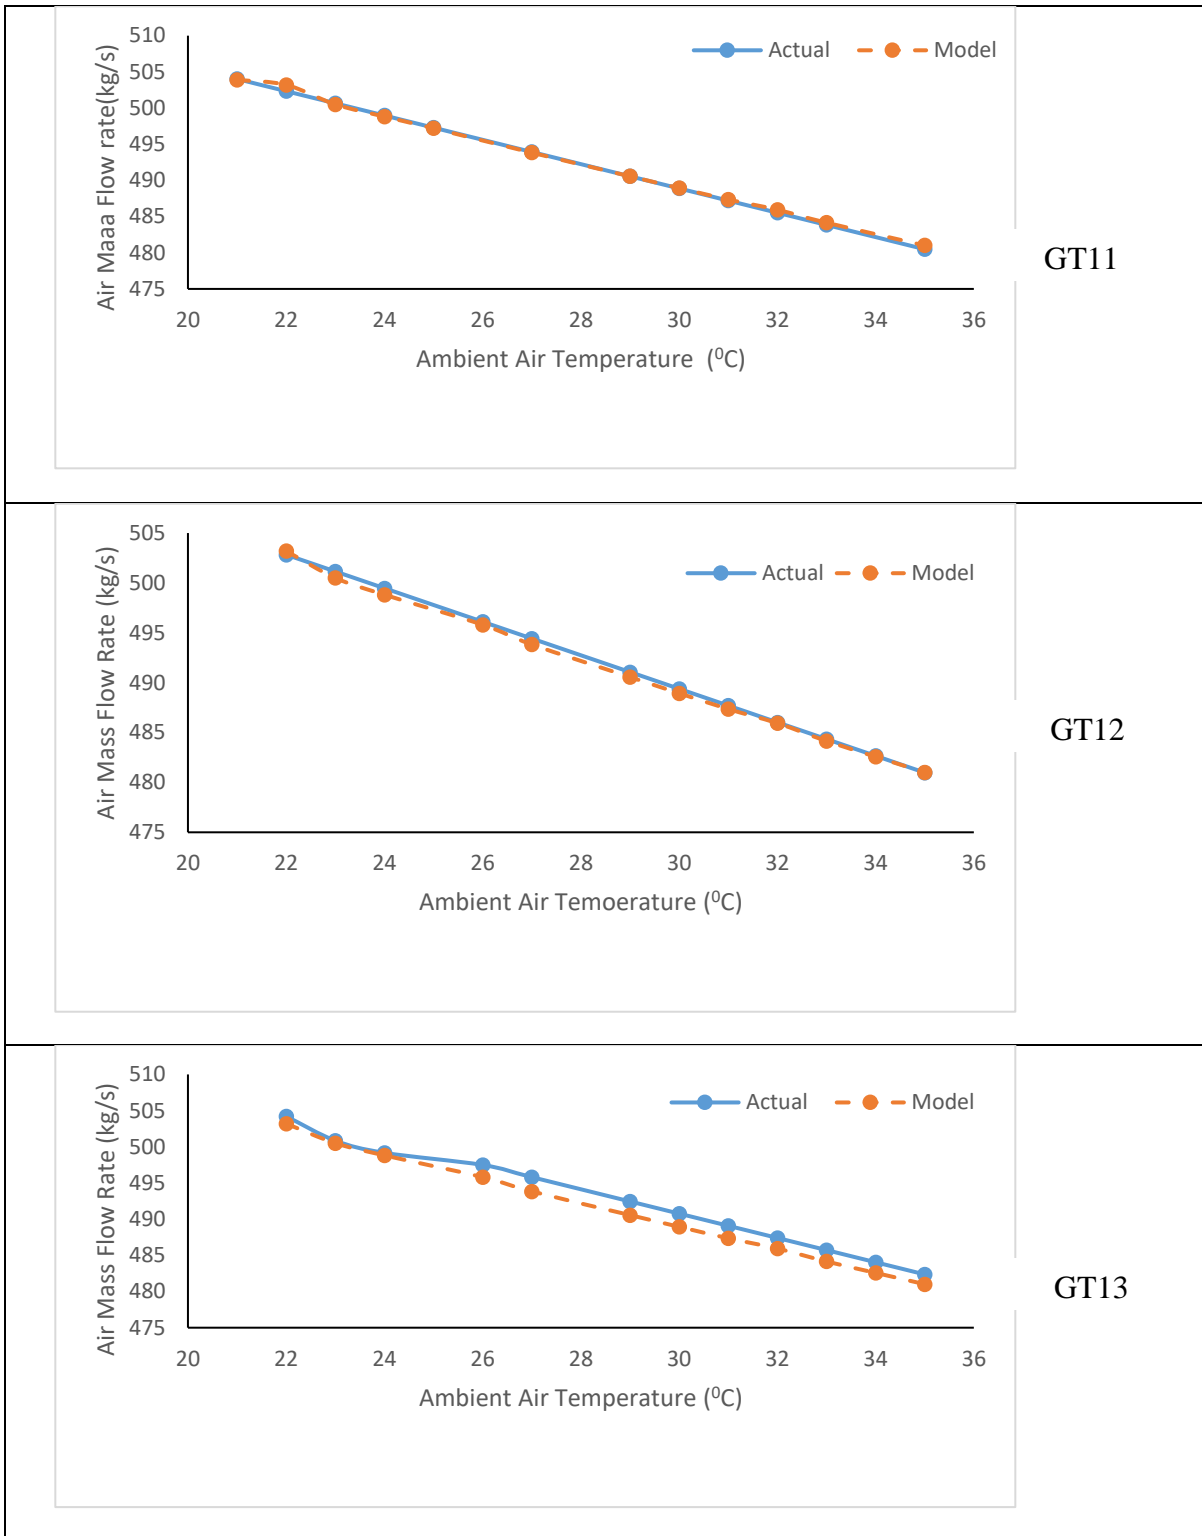 510
505
500
495
490
485
480
475
Air Maaa Flow rate(kg/s)
Actual Model
20 22 24 26 28 30 32 34 36
Ambient Air Temperature (⁰C)
GT11
505
500
495
490
485
480
475
Air Mass Flow Rate (kg/s)
Actual Model
20 22 24 26 28 30 32 34 36
Ambient Air Temoerature (⁰C)
GT12
510
505
500
495
490
485
480
475
Air Mass Flow Rate (kg/s)
Actual Model
20 22 24 26 28 30 32 34 36
Ambient Air Temperature (⁰C)
GT13